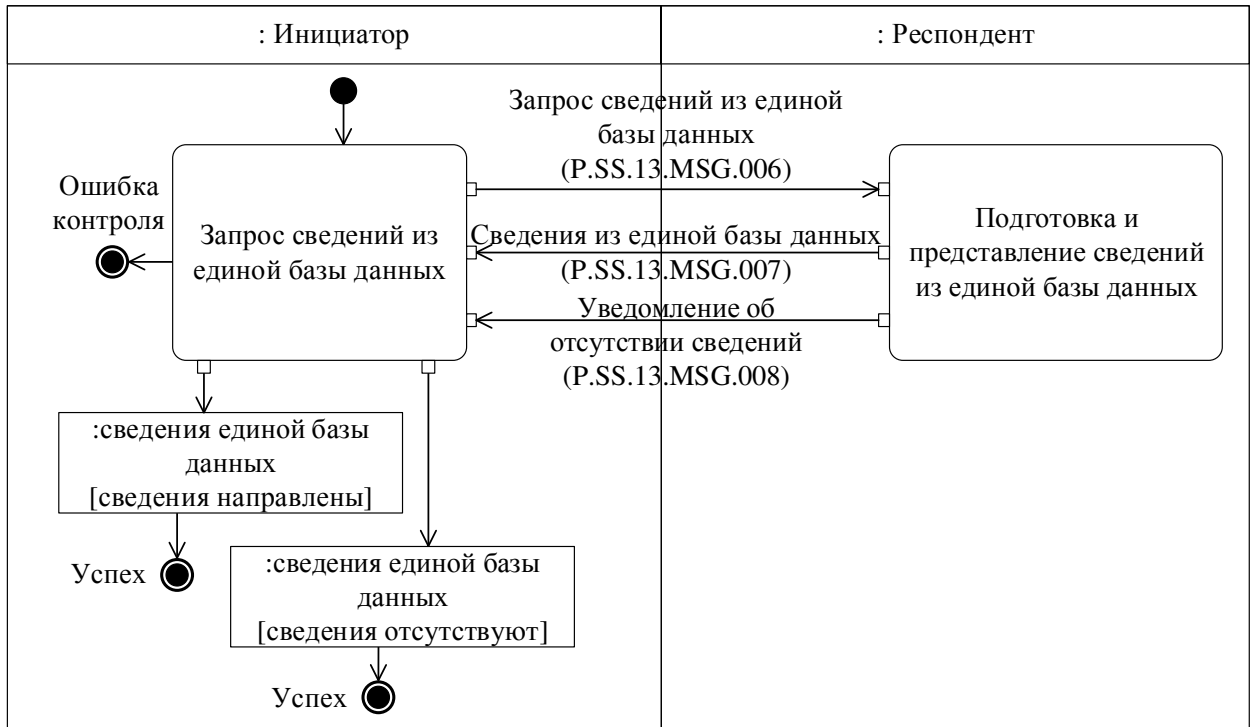 : Инициатор
: Респондент
Запрос сведений из единой
базы данных
(P.SS.13.MSG.006)
Ошибка
контроля
Запрос сведений из
единой базы данных
Сведения из единой базы данных
(P.SS.13.MSG.007)
Уведомление об
отсутствии сведений
(P.SS.13.MSG.008)
Подготовка и
представление сведений
из единой базы данных
:сведения единой базы
данных
[сведения направлены]
Успех
:сведения единой базы
данных
[сведения отсутствуют]
Успех